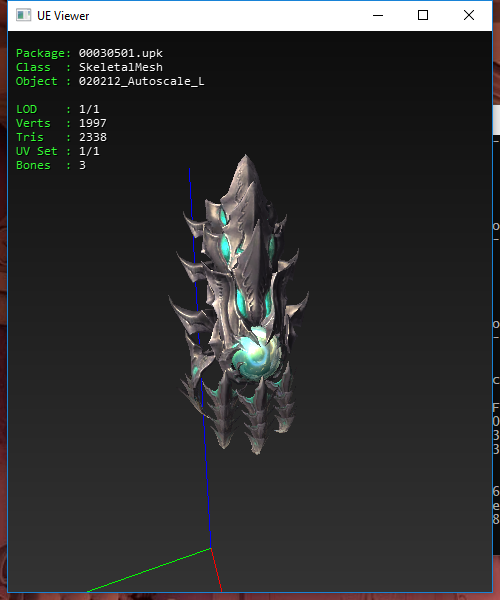 UE Viewer
Package: 00030501.upk
Class  : SkeletalMesh
Object : 020212_Autoscale_L
LOD    : 1/1
Verts  : 1997
Tris   : 2338
UV Set : 1/1
Bones  : 3